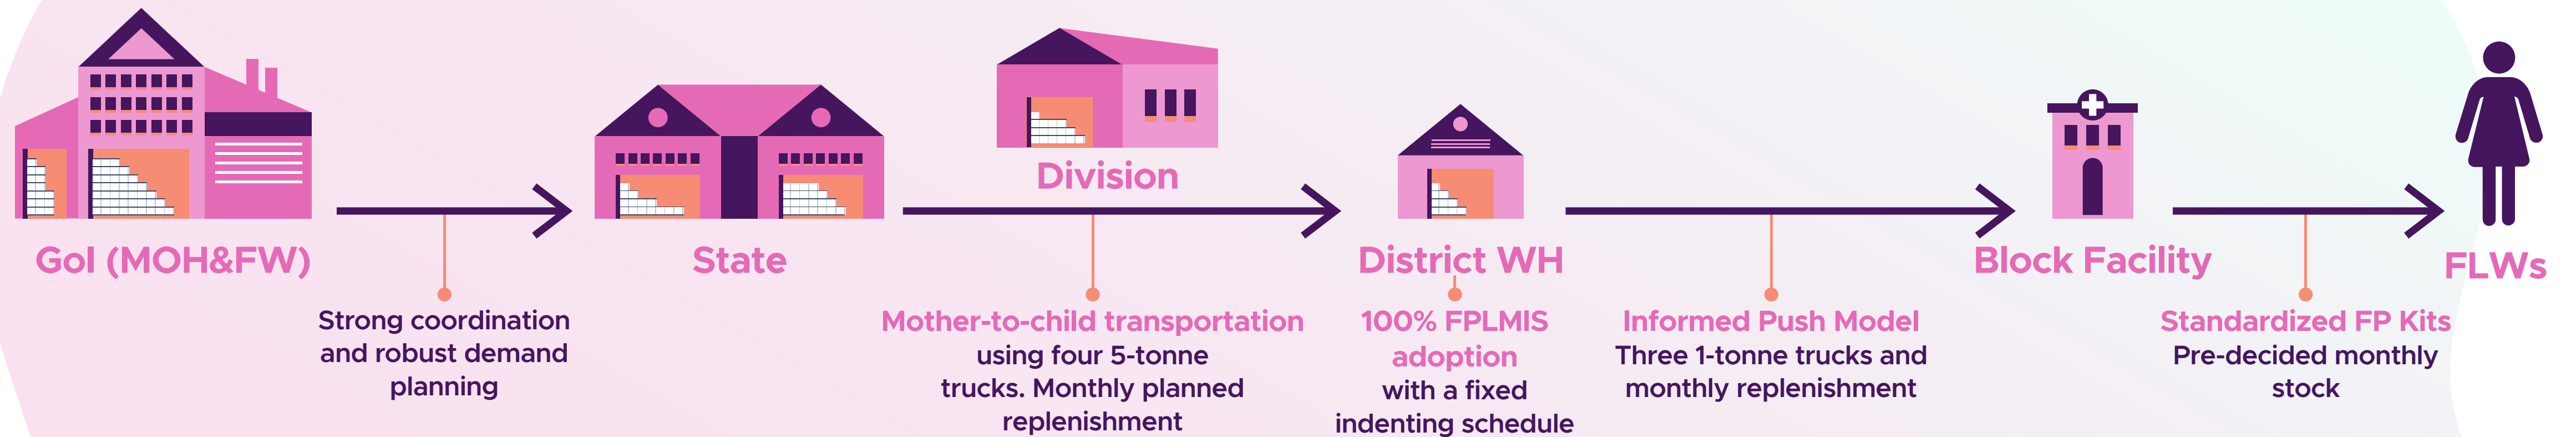 GoI (MOH&FW)
Strong coordination
and robust demand
planning
State
Division
Mother-to-child transportation
using four 5-tonne
trucks. Monthly planned
replenishment
District WH
100% FPLMIS
adoption
with a fixed
indenting schedule
Informed Push Model
Three 1-tonne trucks and
monthly replenishment
Block Facility
Standardized FP Kits
Pre-decided monthly
stock
FLWs